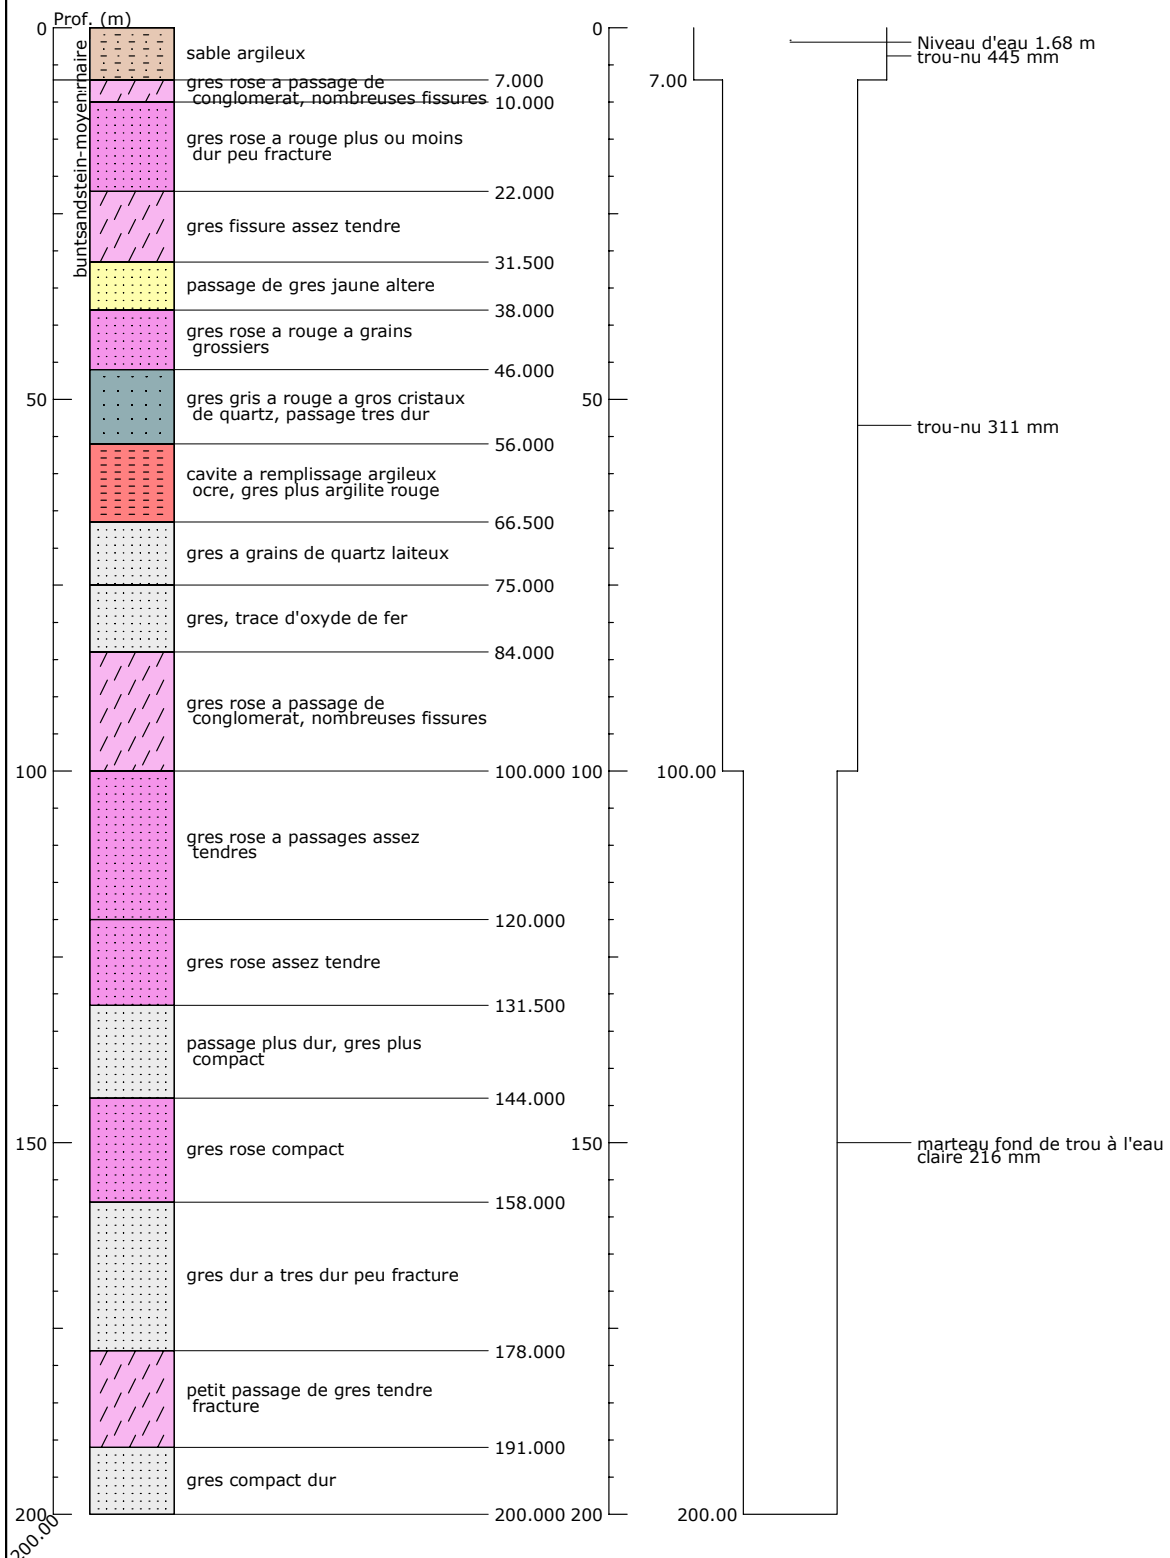 Prof. (m)
0
sable argileux
7.000
gres rose a passage de
conglomerat, nombreuses fissures
10.000
gres rose a rouge plus ou moins
dur peu fracture
22.000
gres fissure assez tendre
31.500
passage de gres jaune altere
38.000
gres rose a rouge a grains
grossiers
46.000
50
gres gris a rouge a gros cristaux
de quartz, passage tres dur
56.000
cavite a remplissage argileux
ocre, gres plus argilite rouge
66.500
gres a grains de quartz laiteux
75.000
gres, trace d'oxyde de fer
84.000
gres rose a passage de
conglomerat, nombreuses fissures
100
100.000
gres rose a passages assez
tendres
120.000
gres rose assez tendre
131.500
passage plus dur, gres plus
compact
144.000
150
gres rose compact
158.000
gres dur a tres dur peu fracture
178.000
petit passage de gres tendre
fracture
191.000
gres compact dur
200
200.000
200.00
buntsandstein-moyen
0
50
100
150
200
7.00
100.00
200.00
Niveau d'eau 1.68 m
trou-nu 445 mm
trou-nu 311 mm
marteau fond de trou à l'eau
claire 216 mm